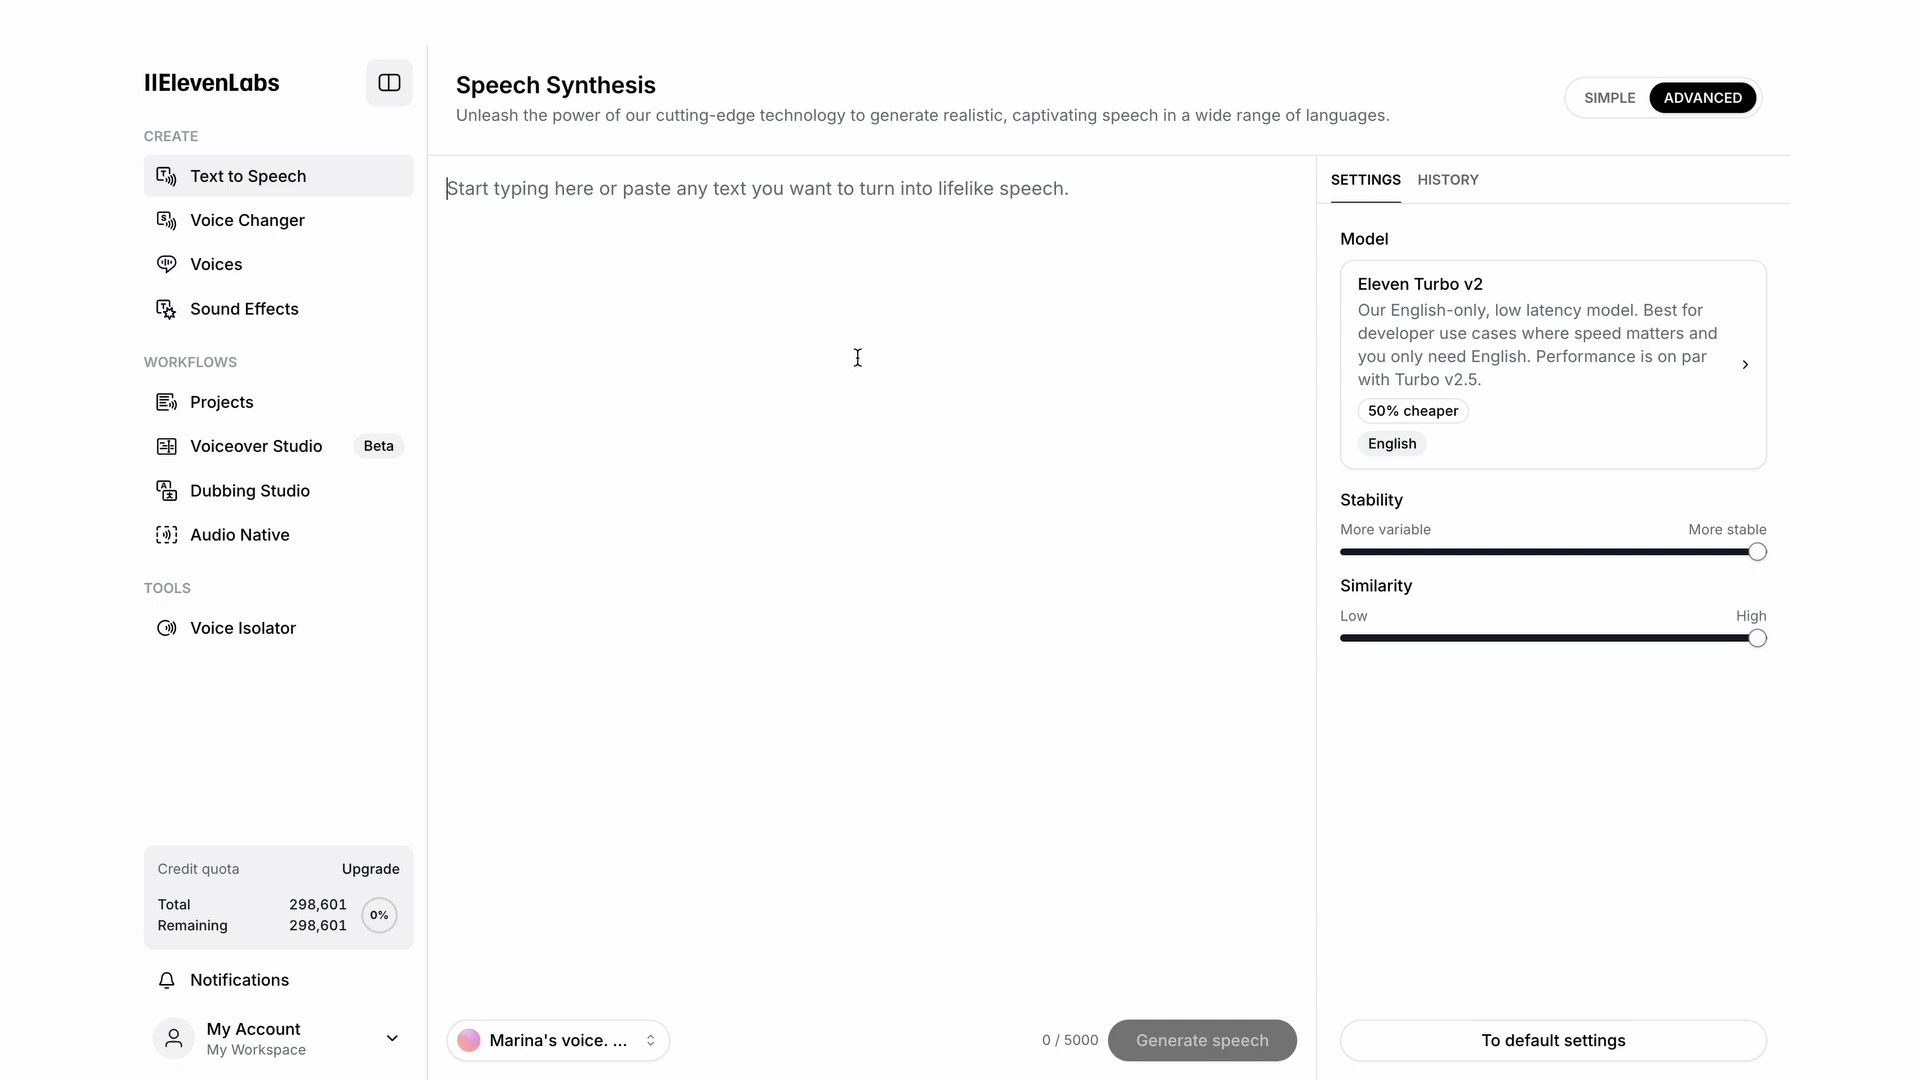 IIElevenLabs
CREATE
Text to Speech
Voice Changer
Voices
Sound Effects
WORKFLOWS
Projects
Voiceover Studio Beta
Dubbing Studio
Audio Native
TOOLS
Voice Isolator
Credit quota Upgrade
Total 298,601
Remaining 298,601
0%
Notifications
My Account
My Workspace
Speech Synthesis
Unleash the power of our cutting-edge technology to generate realistic, captivating speech in a wide range of languages.
SIMPLE ADVANCED
Start typing here or paste any text you want to turn into lifelike speech.
Marina's voice. ...
0 / 5000
Generate speech
SETTINGS HISTORY
Model
Eleven Turbo v2
Our English-only, low latency model. Best for
developer use cases where speed matters and
you only need English. Performance is on par
with Turbo v2.5.
50% cheaper
English
Stability
More variable More stable
Similarity
Low High
To default settings